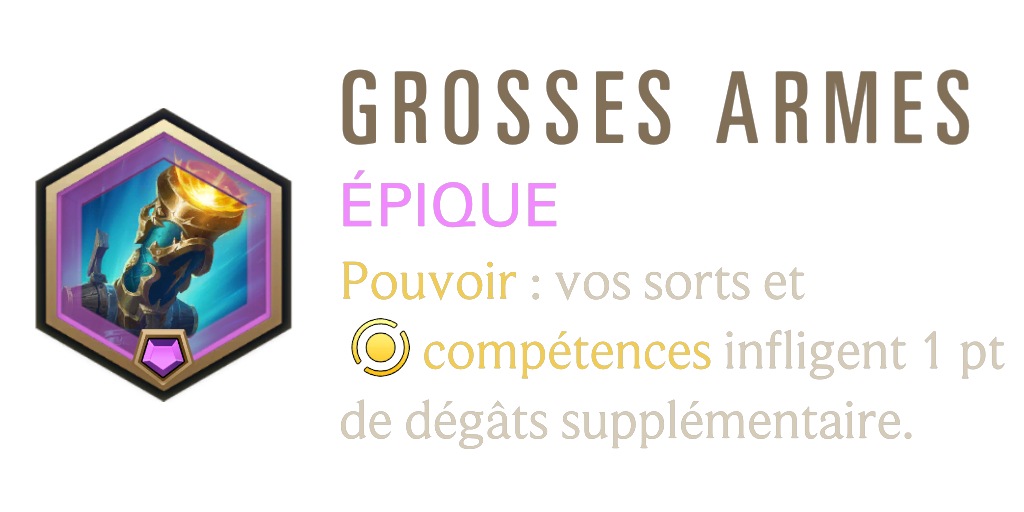 GROSSES ARMES
ÉPIQUE
Pouvoir : vos sorts et
compétences infligent 1 pt
de dégâts supplémentaire.